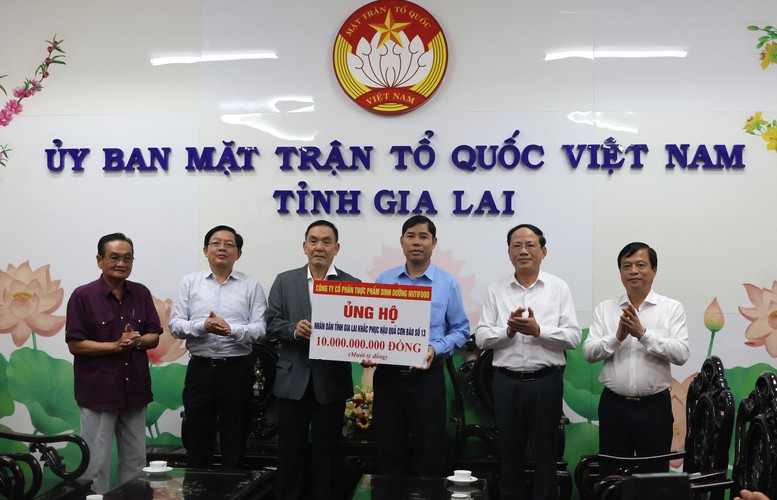 MẶT TRẬN TỔ QUỐC
VIỆT NAM
ỦY BAN MẶT TRẬN TỔ QUỐC VIỆT NAM
TỈNH GIA LAI
CÔNG TY CỔ PHẦN THỰC PHẨM DINH DƯỠNG NUTIFOOD
ỦNG HỘ
NHÂN DÂN TỈNH GIA LAI KHẮC PHỤC HẬU QUẢ CƠN BÃO SỐ 13
10.000.000.000 ĐỒNG
(Mười tỷ đồng)